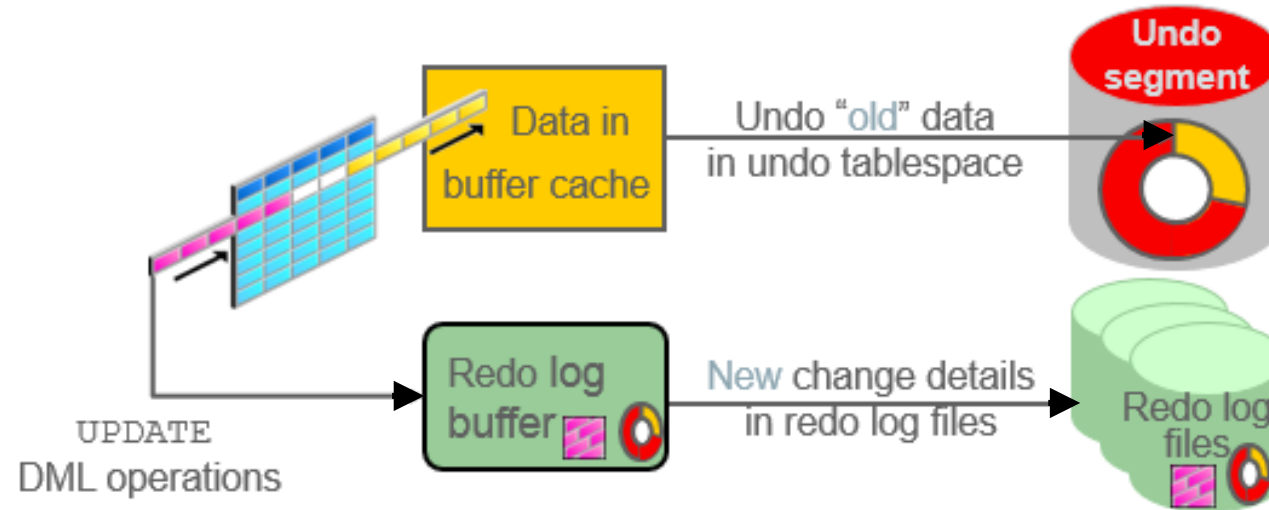 Undo
segment
Data in
buffer cache
Undo “old” data
in undo tablespace
Redo log
buffer
New change details
in redo log files
Redo log
files
UPDATE
DML operations